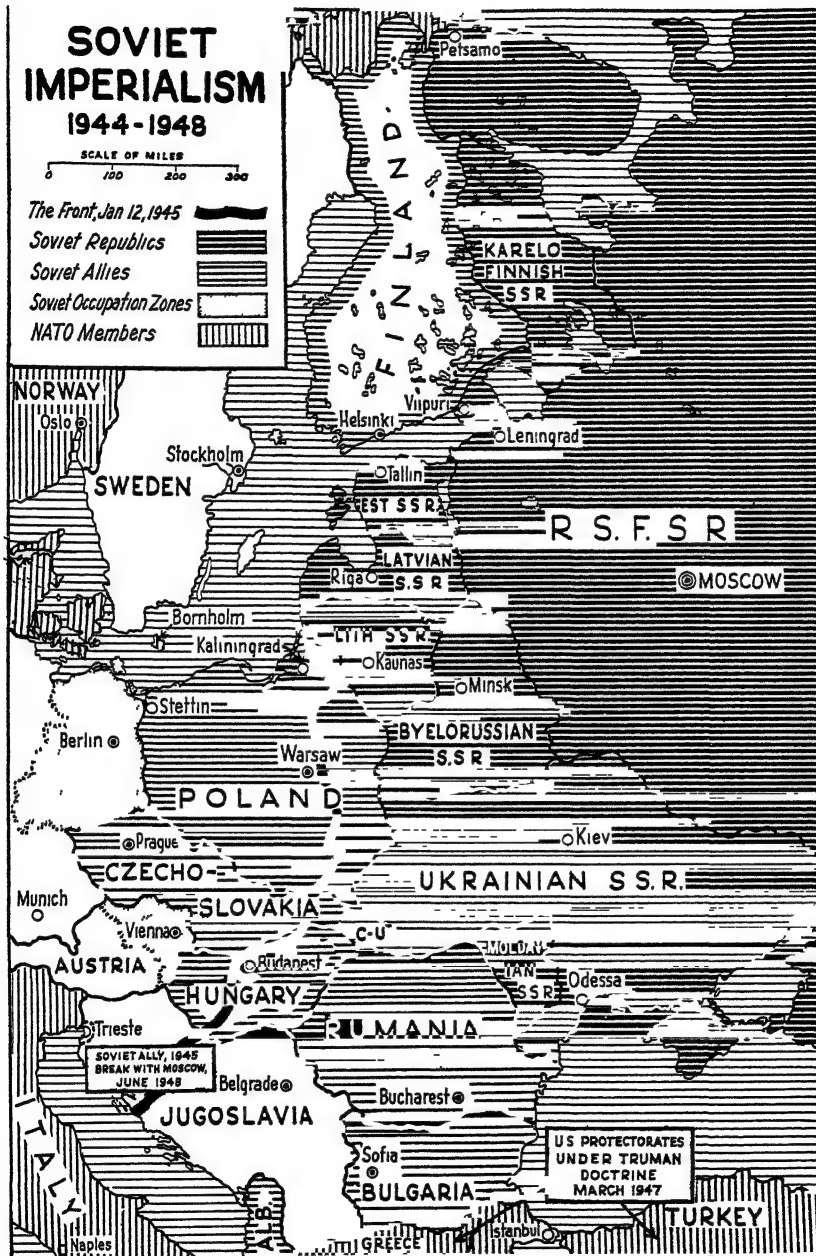 SOVIET
IMPERIALISM
1944-1948
SCALE OF MILES
0 100 200 300
The Front, Jan 12, 1945
Soviet Republics
Soviet Allies
Soviet Occupation Zones
NATO Members
Petsamo
FINLAND
KARELO
FINNISH
SSR
NORWAY
Oslo
Viipuri
Helsinki
Leningrad
Stockholm
SWEDEN
Tallin
EST SSR
R S.F.S R
LATVIAN
S.S R
Riga
MOSCOW
Bornholm
LITH SSR.
Kaliningrad
Kaunas
Minsk
Stettin
BYELORUSSIAN
S.S R
Berlin
Warsaw
POLAND
Prague
Kiev
CZECHO-
SLOVAKIA
UKRAINIAN S S.R.
Munich
Vienna
C-U
MOLDAV
IAN
SSR
AUSTRIA
Budapest
Odessa
HUNGARY
RUMANIA
Trieste
SOVIET ALLY, 1945
BREAK WITH MOSCOW,
JUNE 1948
Belgrade
Bucharest
JUGOSLAVIA
ITALY
Sofia
BULGARIA
U S PROTECTORATES
UNDER TRUMAN
DOCTRINE
MARCH 1947
ALB
TURKEY
Naples
GREECE
Istanbul